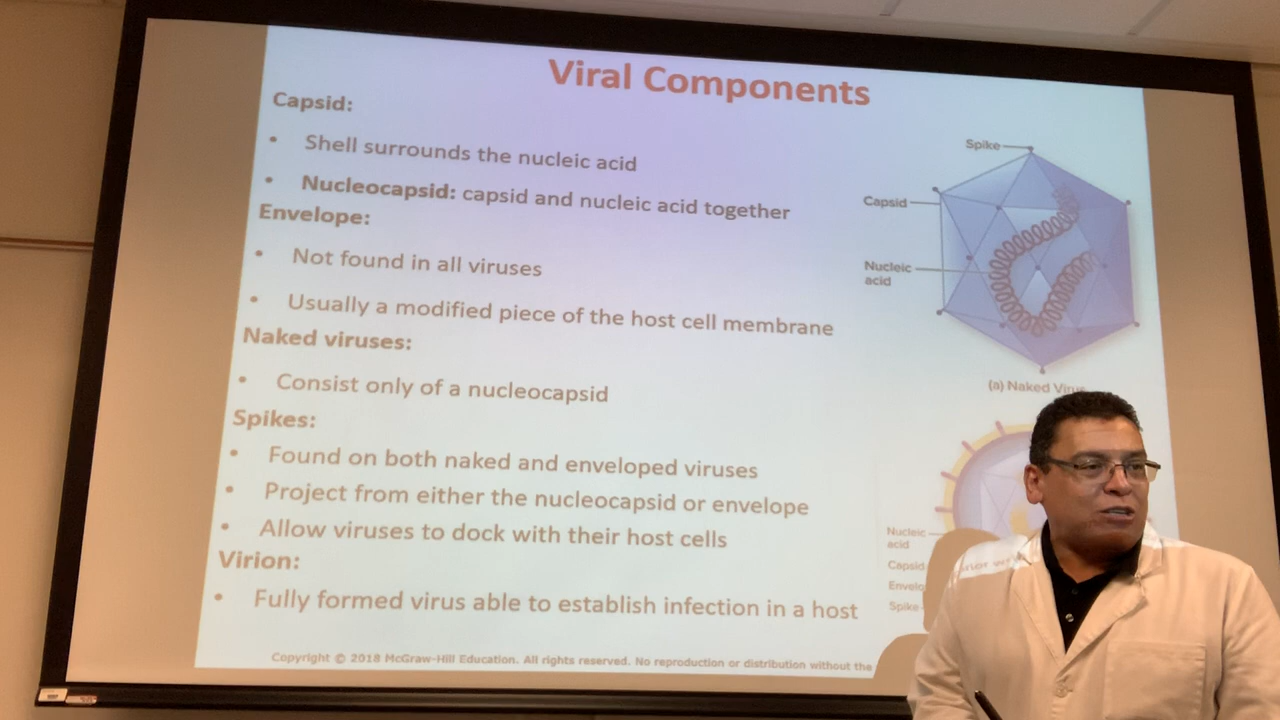 Viral Components
Capsid:
• Shell surrounds the nucleic acid
• Nucleocapsid: capsid and nucleic acid together
Envelope:
• Not found in all viruses
• Usually a modified piece of the host cell membrane
Naked viruses:
• Consist only of a nucleocapsid
Spikes:
• Found on both naked and enveloped viruses
• Project from either the nucleocapsid or envelope
• Allow viruses to dock with their host cells
Virion:
• Fully formed virus able to establish infection in a host
Copyright © 2018 McGraw-Hill Education. All rights reserved. No reproduction or distribution without the
Spike
Capsid
Nucleic
acid
(a) Naked
Nucleic
acid
Capsid
Spike